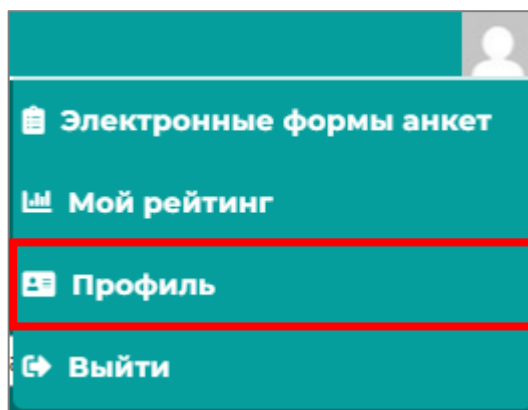 Электронные формы анкет
Мой рейтинг
Профиль
Выйти